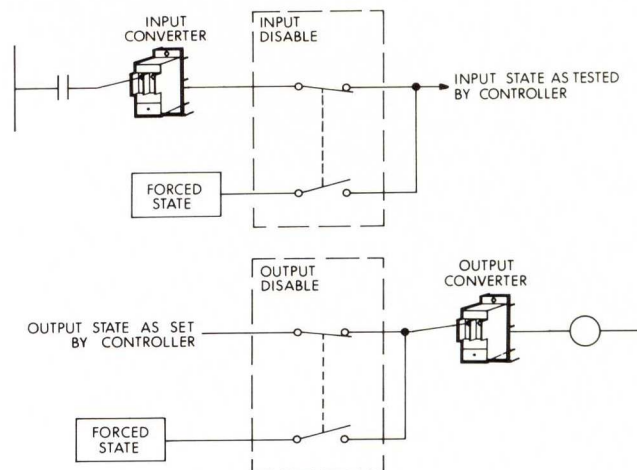 INPUT
CONVERTER
INPUT
DISABLE
INPUT STATE AS TESTED
BY CONTROLLER
FORCED
STATE
OUTPUT
DISABLE
OUTPUT
CONVERTER
OUTPUT STATE AS SET
BY CONTROLLER
FORCED
STATE